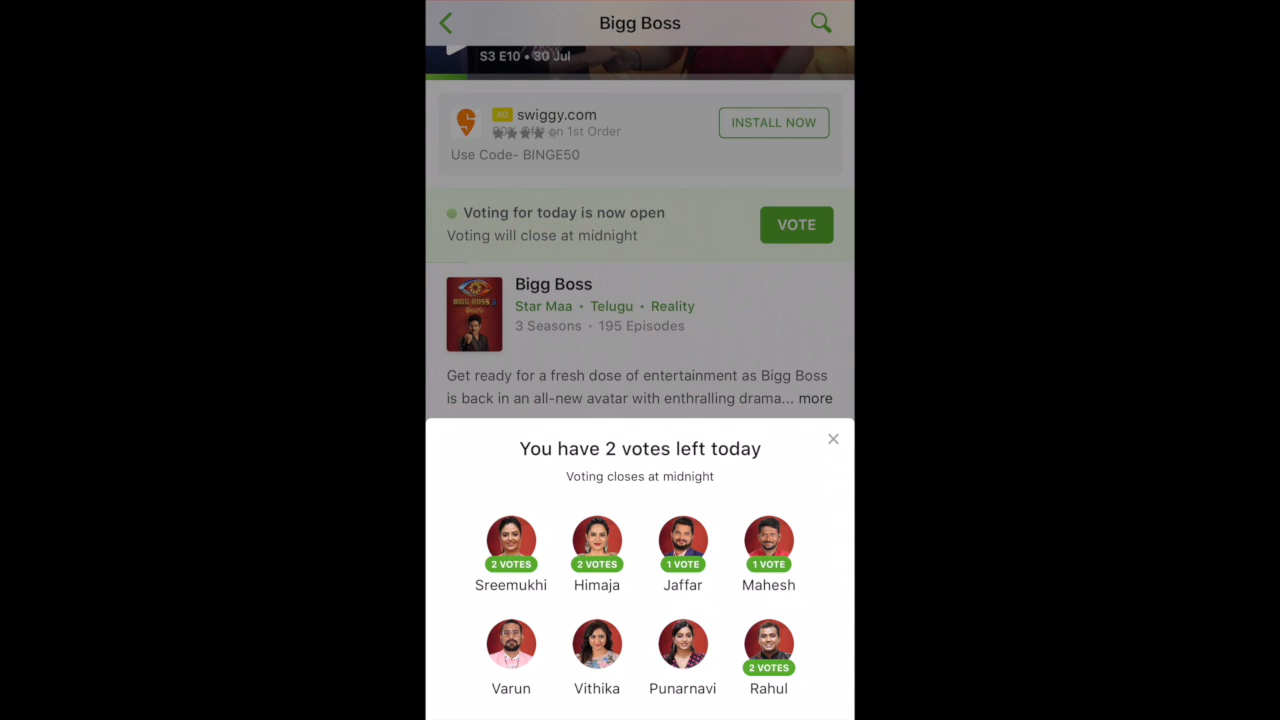 Bigg Boss
S3 E10 • 30 Jul
AD swiggy.com
on 1st Order
INSTALL NOW
Use Code- BINGE50
Voting for today is now open
Voting will close at midnight
VOTE
BIGG BOSS 3
తెలుగు
Bigg Boss
Star Maa • Telugu • Reality
3 Seasons • 195 Episodes
Get ready for a fresh dose of entertainment as Bigg Boss
is back in an all-new avatar with enthralling drama... more
You have 2 votes left today
Voting closes at midnight
2 VOTES 2 VOTES 1 VOTE 1 VOTE
Sreemukhi Himaja Jaffar Mahesh
2 VOTES
Varun Vithika Punarnavi Rahul